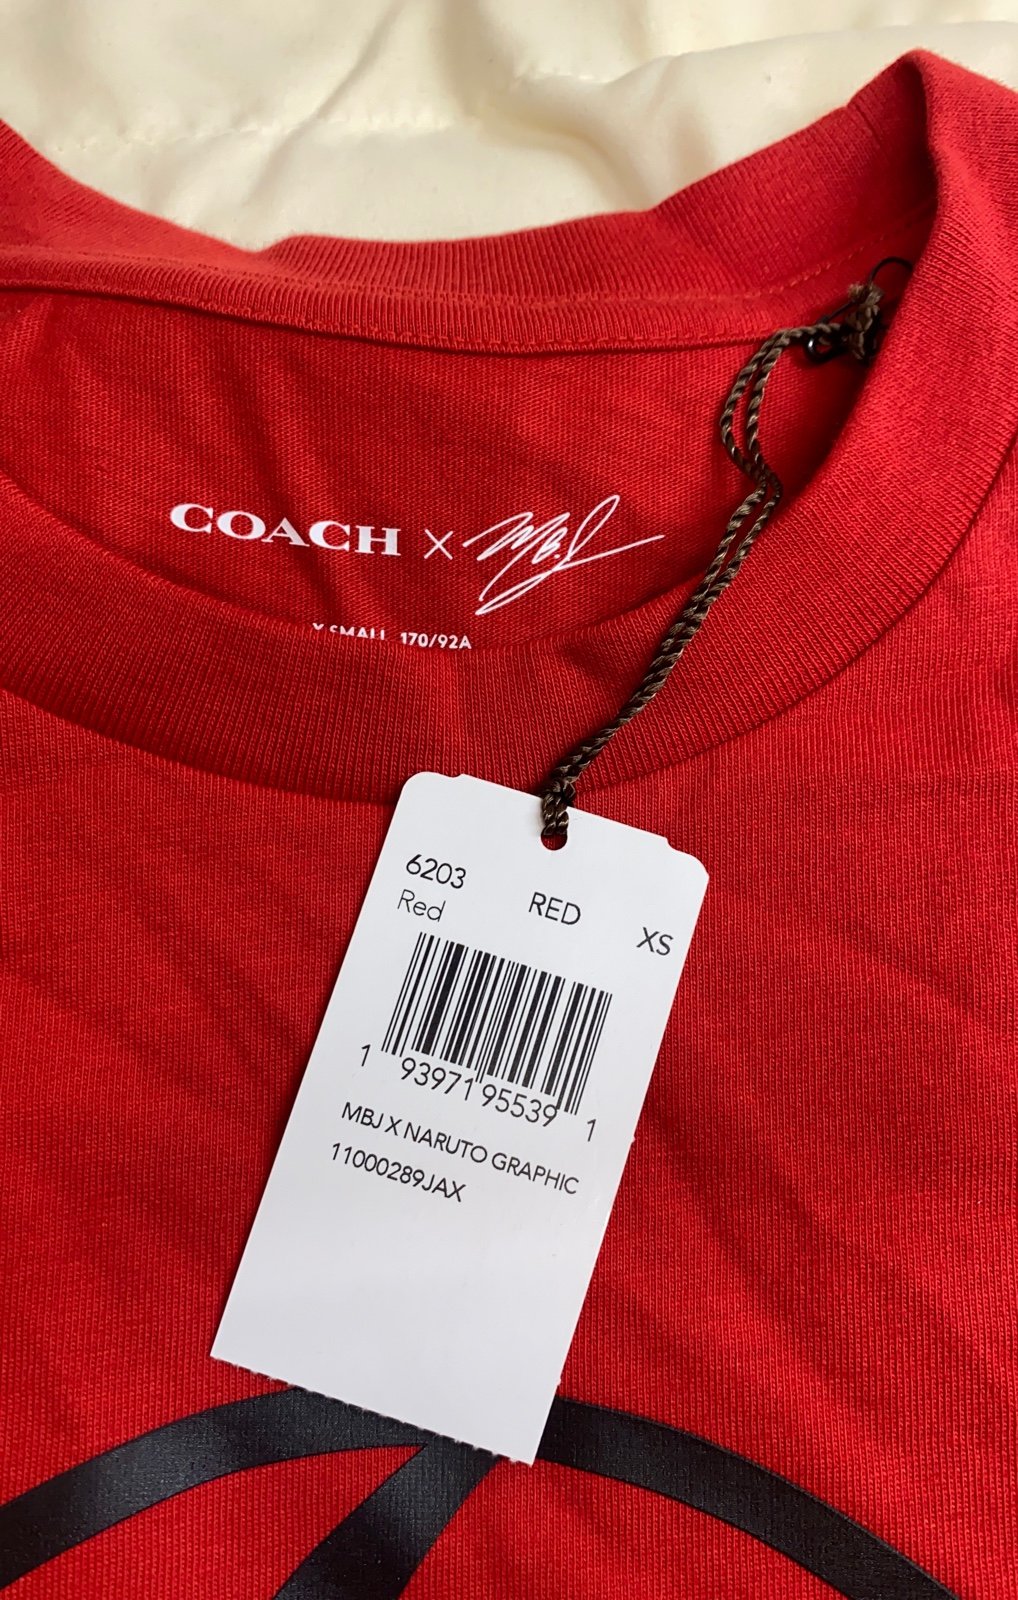 COACH X M.B.J
X SMALL 170/92A
6203 RED XS
Red
1 93971 95539 1
MBJ X NARUTO GRAPHIC
11000289JAX